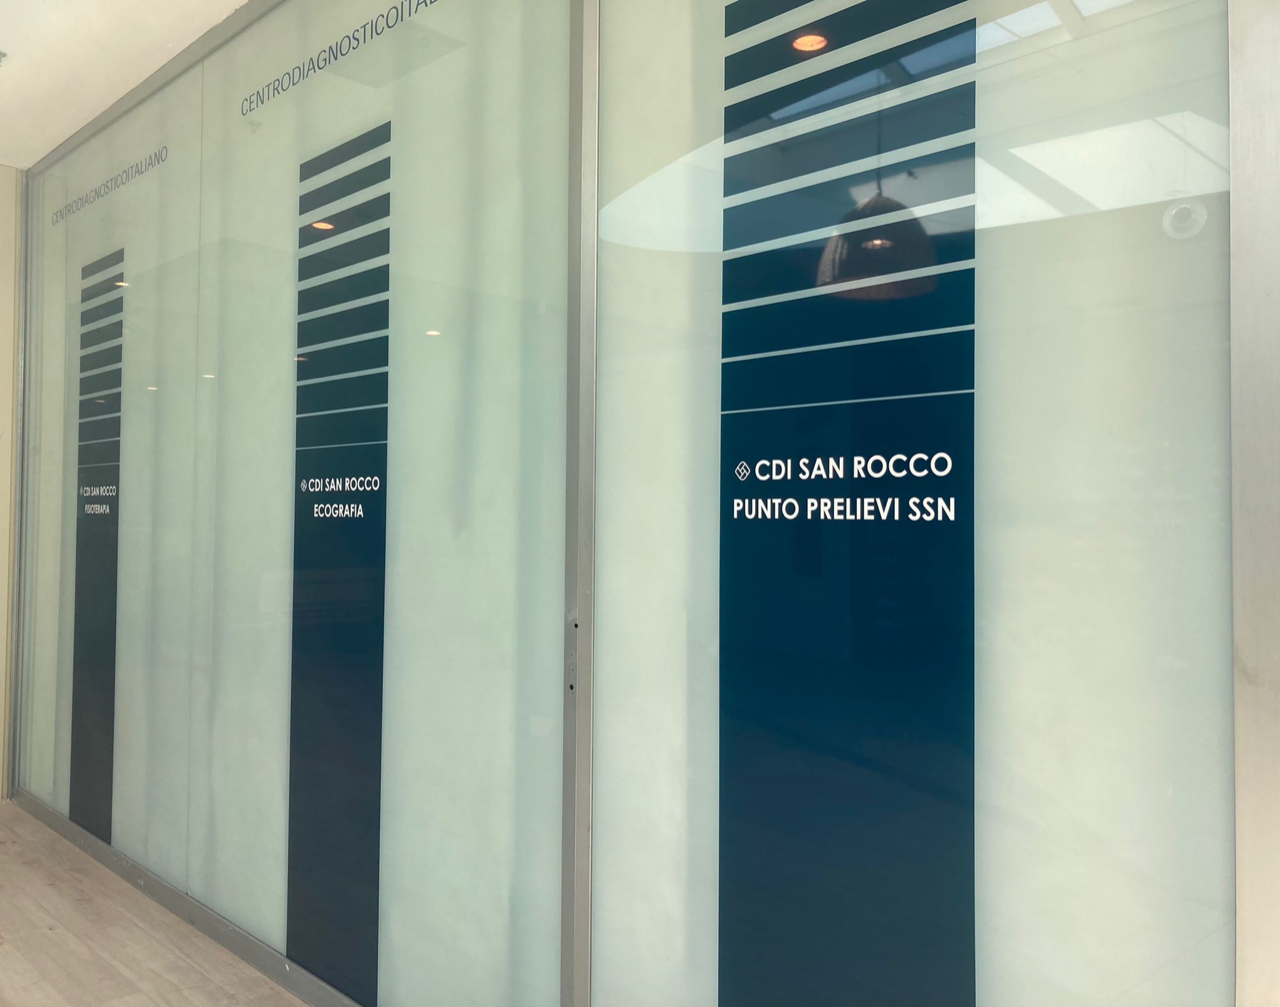 CENTRODIAGNOSTICOITALIANO
CDI SAN ROCCO
FISIOTERAPIA
CENTRODIAGNOSTICOITAL
CDI SAN ROCCO
ECOGRAFIA
CDI SAN ROCCO
PUNTO PRELIEVI SSN